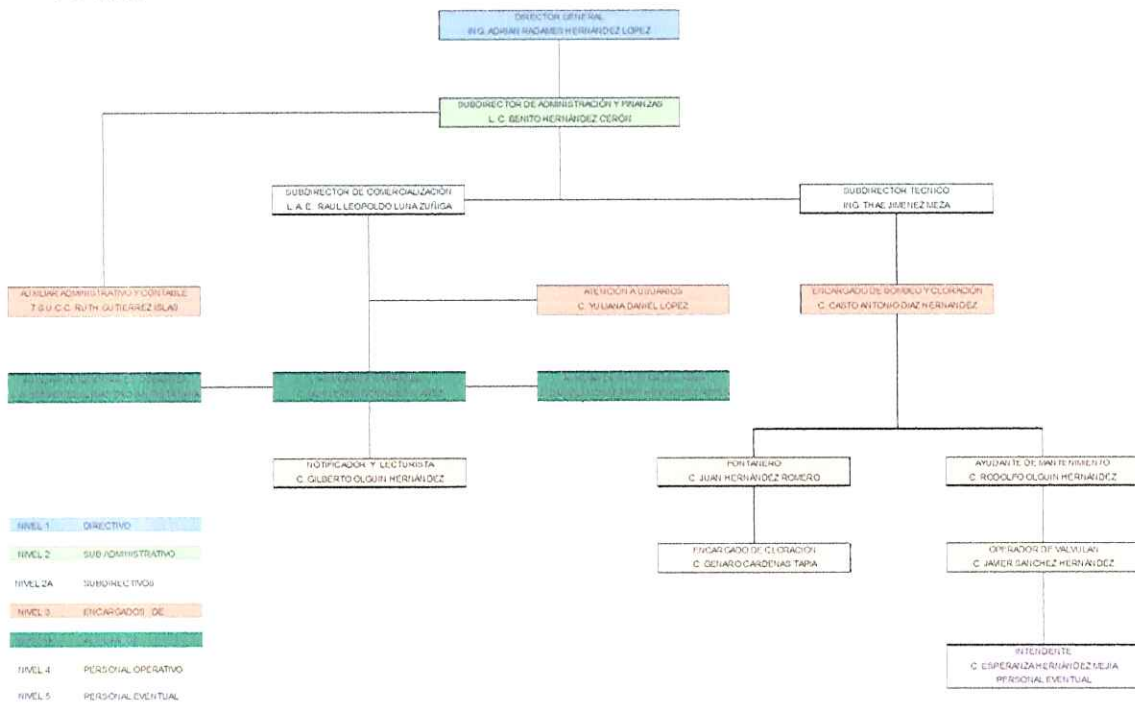 DIRECTOR GENERAL
ING. ADRIAN RADAMES HERNÁNDEZ LOPEZ
SUBDIRECTOR DE ADMINISTRACIÓN Y FINANZAS
L. C. BENITO HERNÁNDEZ CERÓN
SUBDIRECTOR DE COMERCIALIZACIÓN
L. A. E. RAUL LEOPOLDO LUNA ZUÑIGA
SUBDIRECTOR TECNICO
ING. THAE JIMENEZ MEZA
AUXILIAR ADMINISTRATIVO Y CONTABLE
T.S.U.C.C. RUTH GUTIERREZ ISLAS
ATENCIÓN A USUARIOS
C. YULIANA DANIEL LOPEZ
ENCARGADO DE BOMBEO Y CLORACIÓN
C. CASTO ANTONIO DIAZ HERNÁNDEZ
NOTIFICADOR Y LECTURISTA
C. GILBERTO OLGUIN HERNÁNDEZ
FONTANERO
C. JUAN HERNÁNDEZ ROMERO
AYUDANTE DE MANTENIMIENTO
C. RODOLFO OLGUIN HERNÁNDEZ
ENCARGADO DE CLORACIÓN
C. GENARO CARDENAS TAPIA
OPERADOR DE VALVULAN
C. JAVIER SANCHEZ HERNÁNDEZ
INTENDENTE
C. ESPERANZA HERNÁNDEZ MEJIA
PERSONAL EVENTUAL
NIVEL 1 DIRECTIVO
NIVEL 2 SUB ADMINISTRATIVO
NIVEL 2A SUBDIRECTIVOS
NIVEL 3 ENCARGADOS DE
NIVEL 4 PERSONAL OPERATIVO
NIVEL 5 PERSONAL EVENTUAL